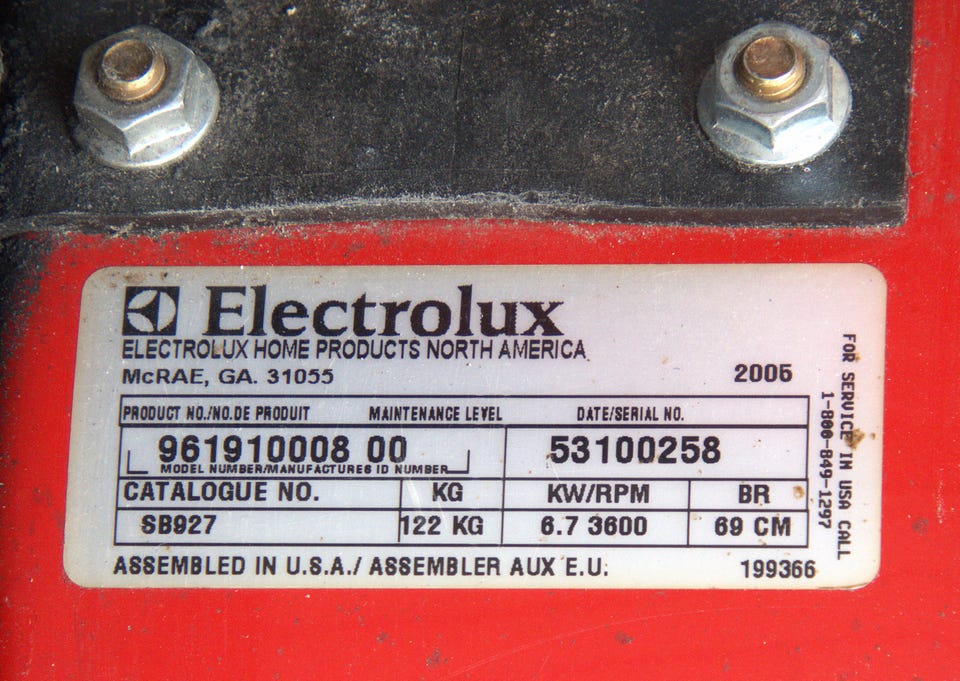 Electrolux
ELECTROLUX HOME PRODUCTS NORTH AMERICA
McRAE, GA. 31055
2005
PRODUCT NO./NO.DE PRODUIT MAINTENANCE LEVEL DATE/SERIAL NO.
961910008 00 53100258
MODEL NUMBER/MANUFACTURES ID NUMBER
CATALOGUE NO. KG KW/RPM BR
SB927 122 KG 6.7 3600 69 CM
ASSEMBLED IN U.S.A./ ASSEMBLER AUX E.U. 199366
FOR SERVICE IN USA CALL
1-800-849-1297